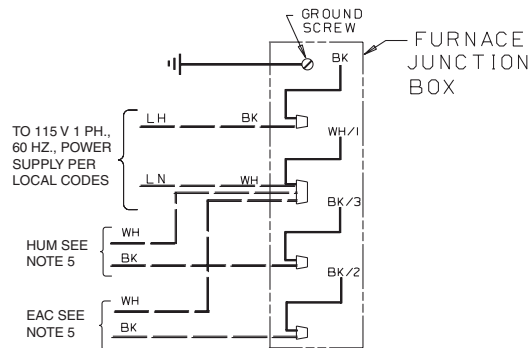 GROUND
SCREW
FURNACE
JUNCTION
BOX
BK
TO 115 V 1 PH.,
60 HZ., POWER
SUPPLY PER
LOCAL CODES
LH
BK
WH/1
LN
WH
BK/3
HUM SEE
NOTE 5
WH
BK
BK/2
EAC SEE
NOTE 5
WH
BK